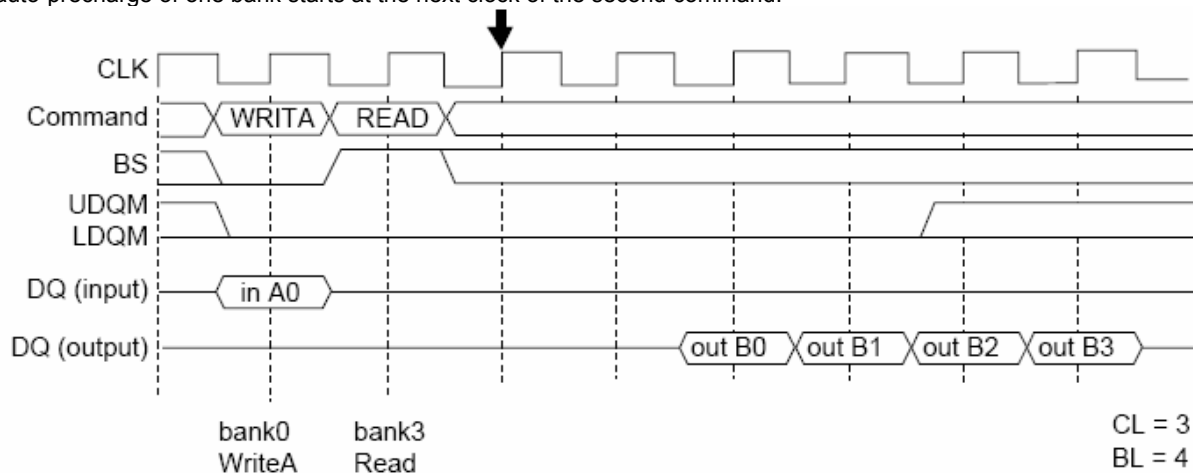 auto precharge of one bank starts at the next clock of the second command.
CLK
Command WRITA READ
BS
UDQM
LDQM
DQ (input) in A0
DQ (output) out B0 out B1 out B2 out B3
bank0 bank3 CL = 3
WriteA Read BL = 4